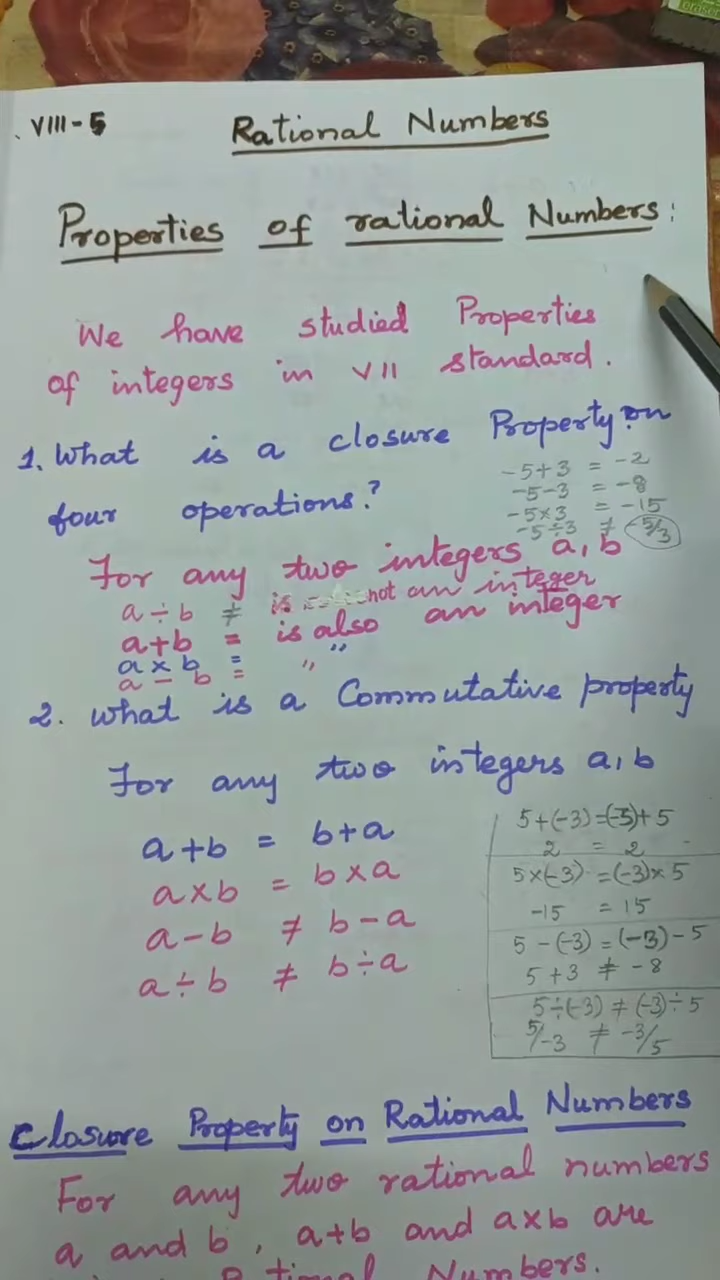 VIII - 5
Rational Numbers
Properties of rational Numbers:
We have studied Properties
of integers in VII standard.
1. What is a closure Property on
four operations?
-5+3 = -2
-5-3 = -8
-5×3 = -15
-5÷3 ≠ -5/3
For any two integers a, b
a ÷ b ≠ is not an integer
a+b = is also an integer
a × b = "
a - b = "
2. What is a Commutative property
For any two integers a, b
a+b = b+a
a×b = b×a
a-b ≠ b-a
a÷b ≠ b÷a
5+(-3)=(-3)+5
2 = 2
5×(-3) =(-3)×5
-15 = 15
5-(-3) = (-3)-5
5+3 ≠ -8
5÷(-3) ≠ (-3)÷5
5/-3 ≠ -3/5
Closure Property on Rational Numbers
For any two rational numbers
a and b, a+b and a×b are
Numbers.